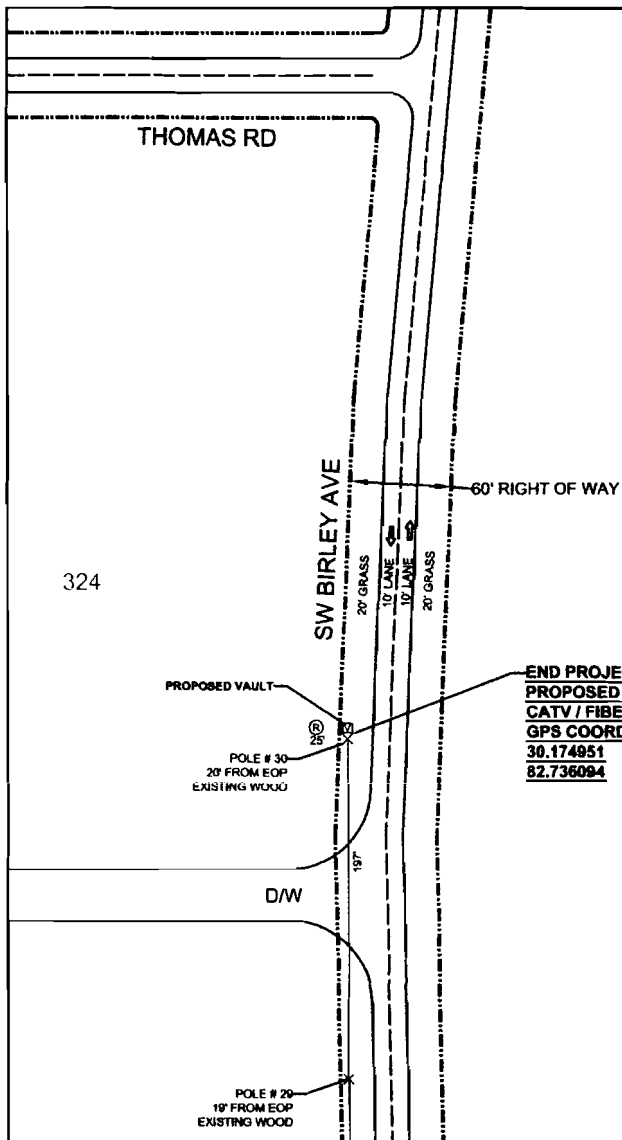 THOMAS RD
SW BIRLEY AVE
60' RIGHT OF WAY
324
20' GRASS
10' LANE
10' LANE
20' GRASS
PROPOSED VAULT
R
25'
POLE # 30
20' FROM EOP
EXISTING WOOD
END PROJE
PROPOSED
CATV / FIBE
GPS COORD
30.174951
82.736094
197'
D/W
POLE # 29
19' FROM EOP
EXISTING WOOD